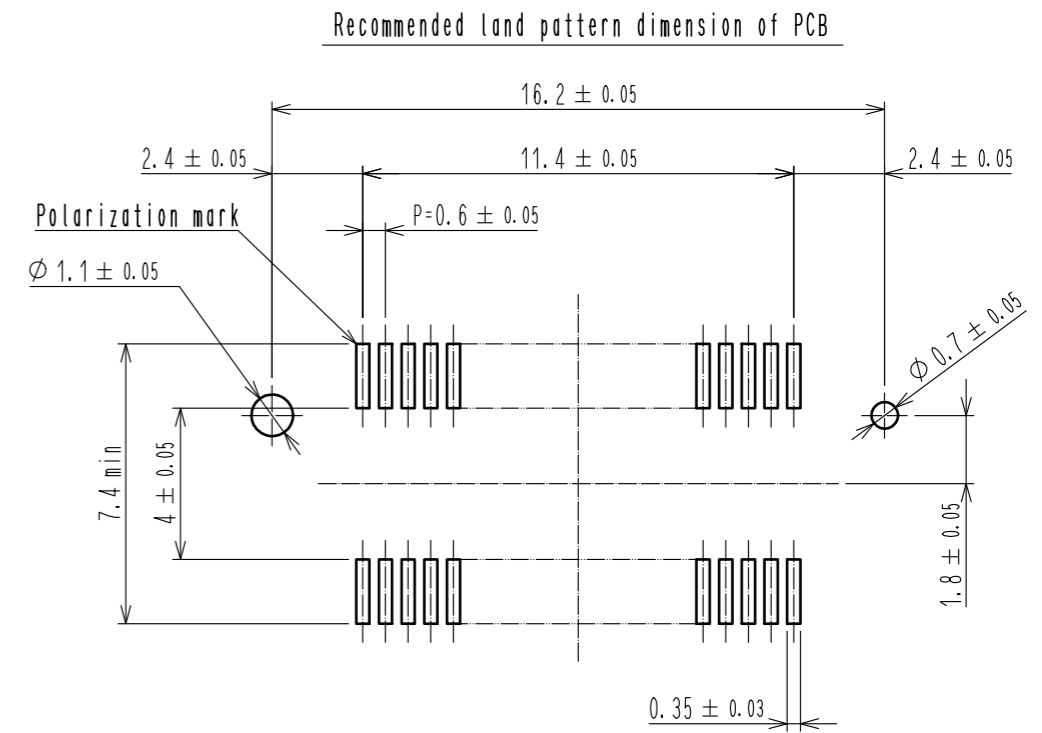 Recommended land pattern dimension of PCB
16.2 ± 0.05
2.4 ± 0.05
11.4 ± 0.05
2.4 ± 0.05
Polarization mark
P=0.6 ± 0.05
Ø 1.1 ± 0.05
Ø 0.7 ± 0.05
7.4 min
4 ± 0.05
1.8 ± 0.05
0.35 ± 0.03